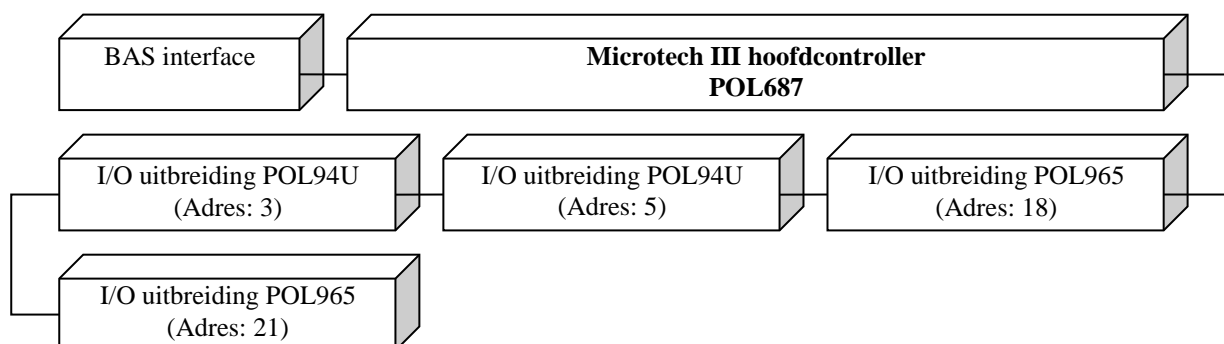 BAS interface
Microtech III hoofdcontroller
POL687
I/O uitbreiding POL94U
(Adres: 3)
I/O uitbreiding POL94U
(Adres: 5)
I/O uitbreiding POL965
(Adres: 18)
I/O uitbreiding POL965
(Adres: 21)